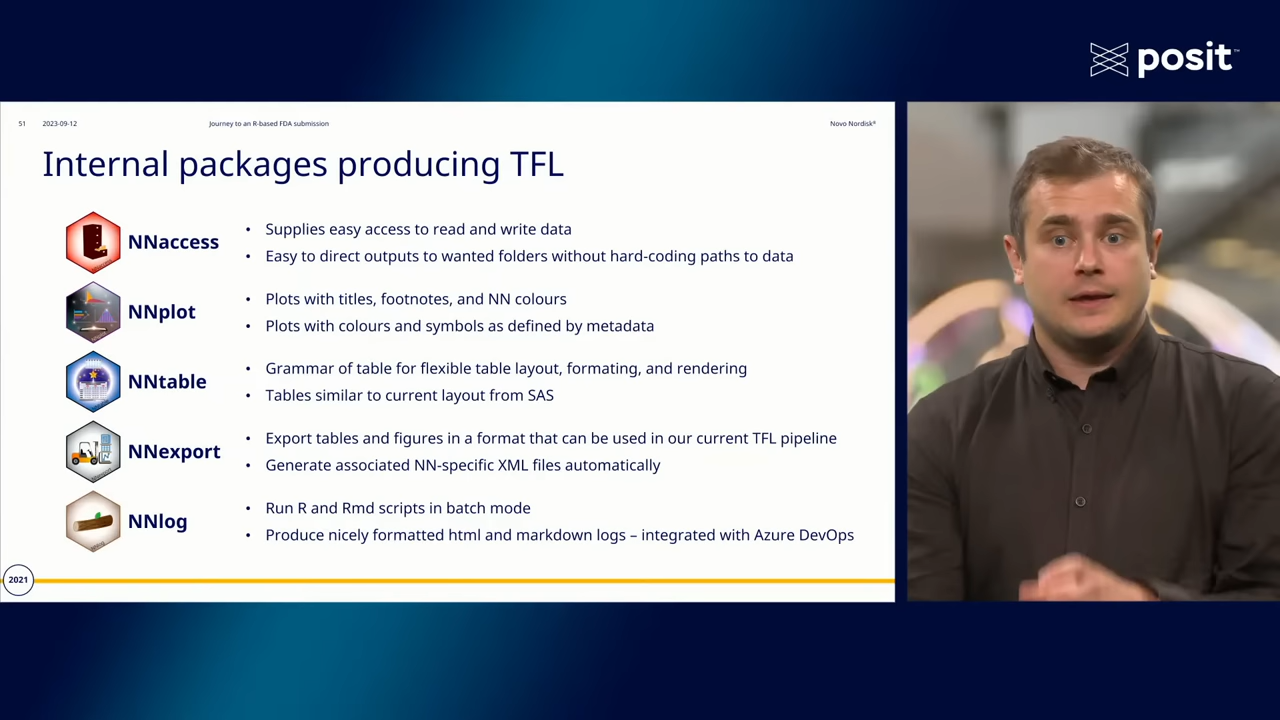 posit™
51 2023-09-12 Journey to an R-based FDA submission Novo Nordisk®
Internal packages producing TFL
NNaccess
• Supplies easy access to read and write data
• Easy to direct outputs to wanted folders without hard-coding paths to data
NNplot
• Plots with titles, footnotes, and NN colours
• Plots with colours and symbols as defined by metadata
NNtable
• Grammar of table for flexible table layout, formating, and rendering
• Tables similar to current layout from SAS
NNexport
• Export tables and figures in a format that can be used in our current TFL pipeline
• Generate associated NN-specific XML files automatically
NNlog
• Run R and Rmd scripts in batch mode
• Produce nicely formatted html and markdown logs – integrated with Azure DevOps
2021